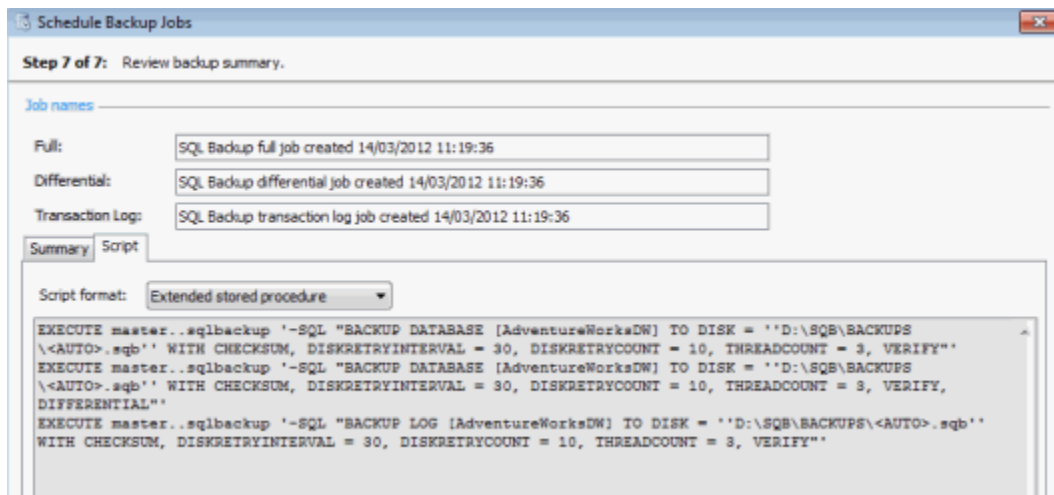 Schedule Backup Jobs
Step 7 of 7: Review backup summary.
Job names
Full: SQL Backup full job created 14/03/2012 11:19:36
Differential: SQL Backup differential job created 14/03/2012 11:19:36
Transaction Log: SQL Backup transaction log job created 14/03/2012 11:19:36
Summary Script
Script format: Extended stored procedure
EXECUTE master..sqlbackup '-SQL "BACKUP DATABASE [AdventureWorksDW] TO DISK = ''D:\SQB\BACKUPS
\<AUTO>.sqb'' WITH CHECKSUM, DISKRETRYINTERVAL = 30, DISKRETRYCOUNT = 10, THREADCOUNT = 3, VERIFY"'
EXECUTE master..sqlbackup '-SQL "BACKUP DATABASE [AdventureWorksDW] TO DISK = ''D:\SQB\BACKUPS
\<AUTO>.sqb'' WITH CHECKSUM, DISKRETRYINTERVAL = 30, DISKRETRYCOUNT = 10, THREADCOUNT = 3, VERIFY,
DIFFERENTIAL"'
EXECUTE master..sqlbackup '-SQL "BACKUP LOG [AdventureWorksDW] TO DISK = ''D:\SQB\BACKUPS\<AUTO>.sqb''
WITH CHECKSUM, DISKRETRYINTERVAL = 30, DISKRETRYCOUNT = 10, THREADCOUNT = 3, VERIFY"'